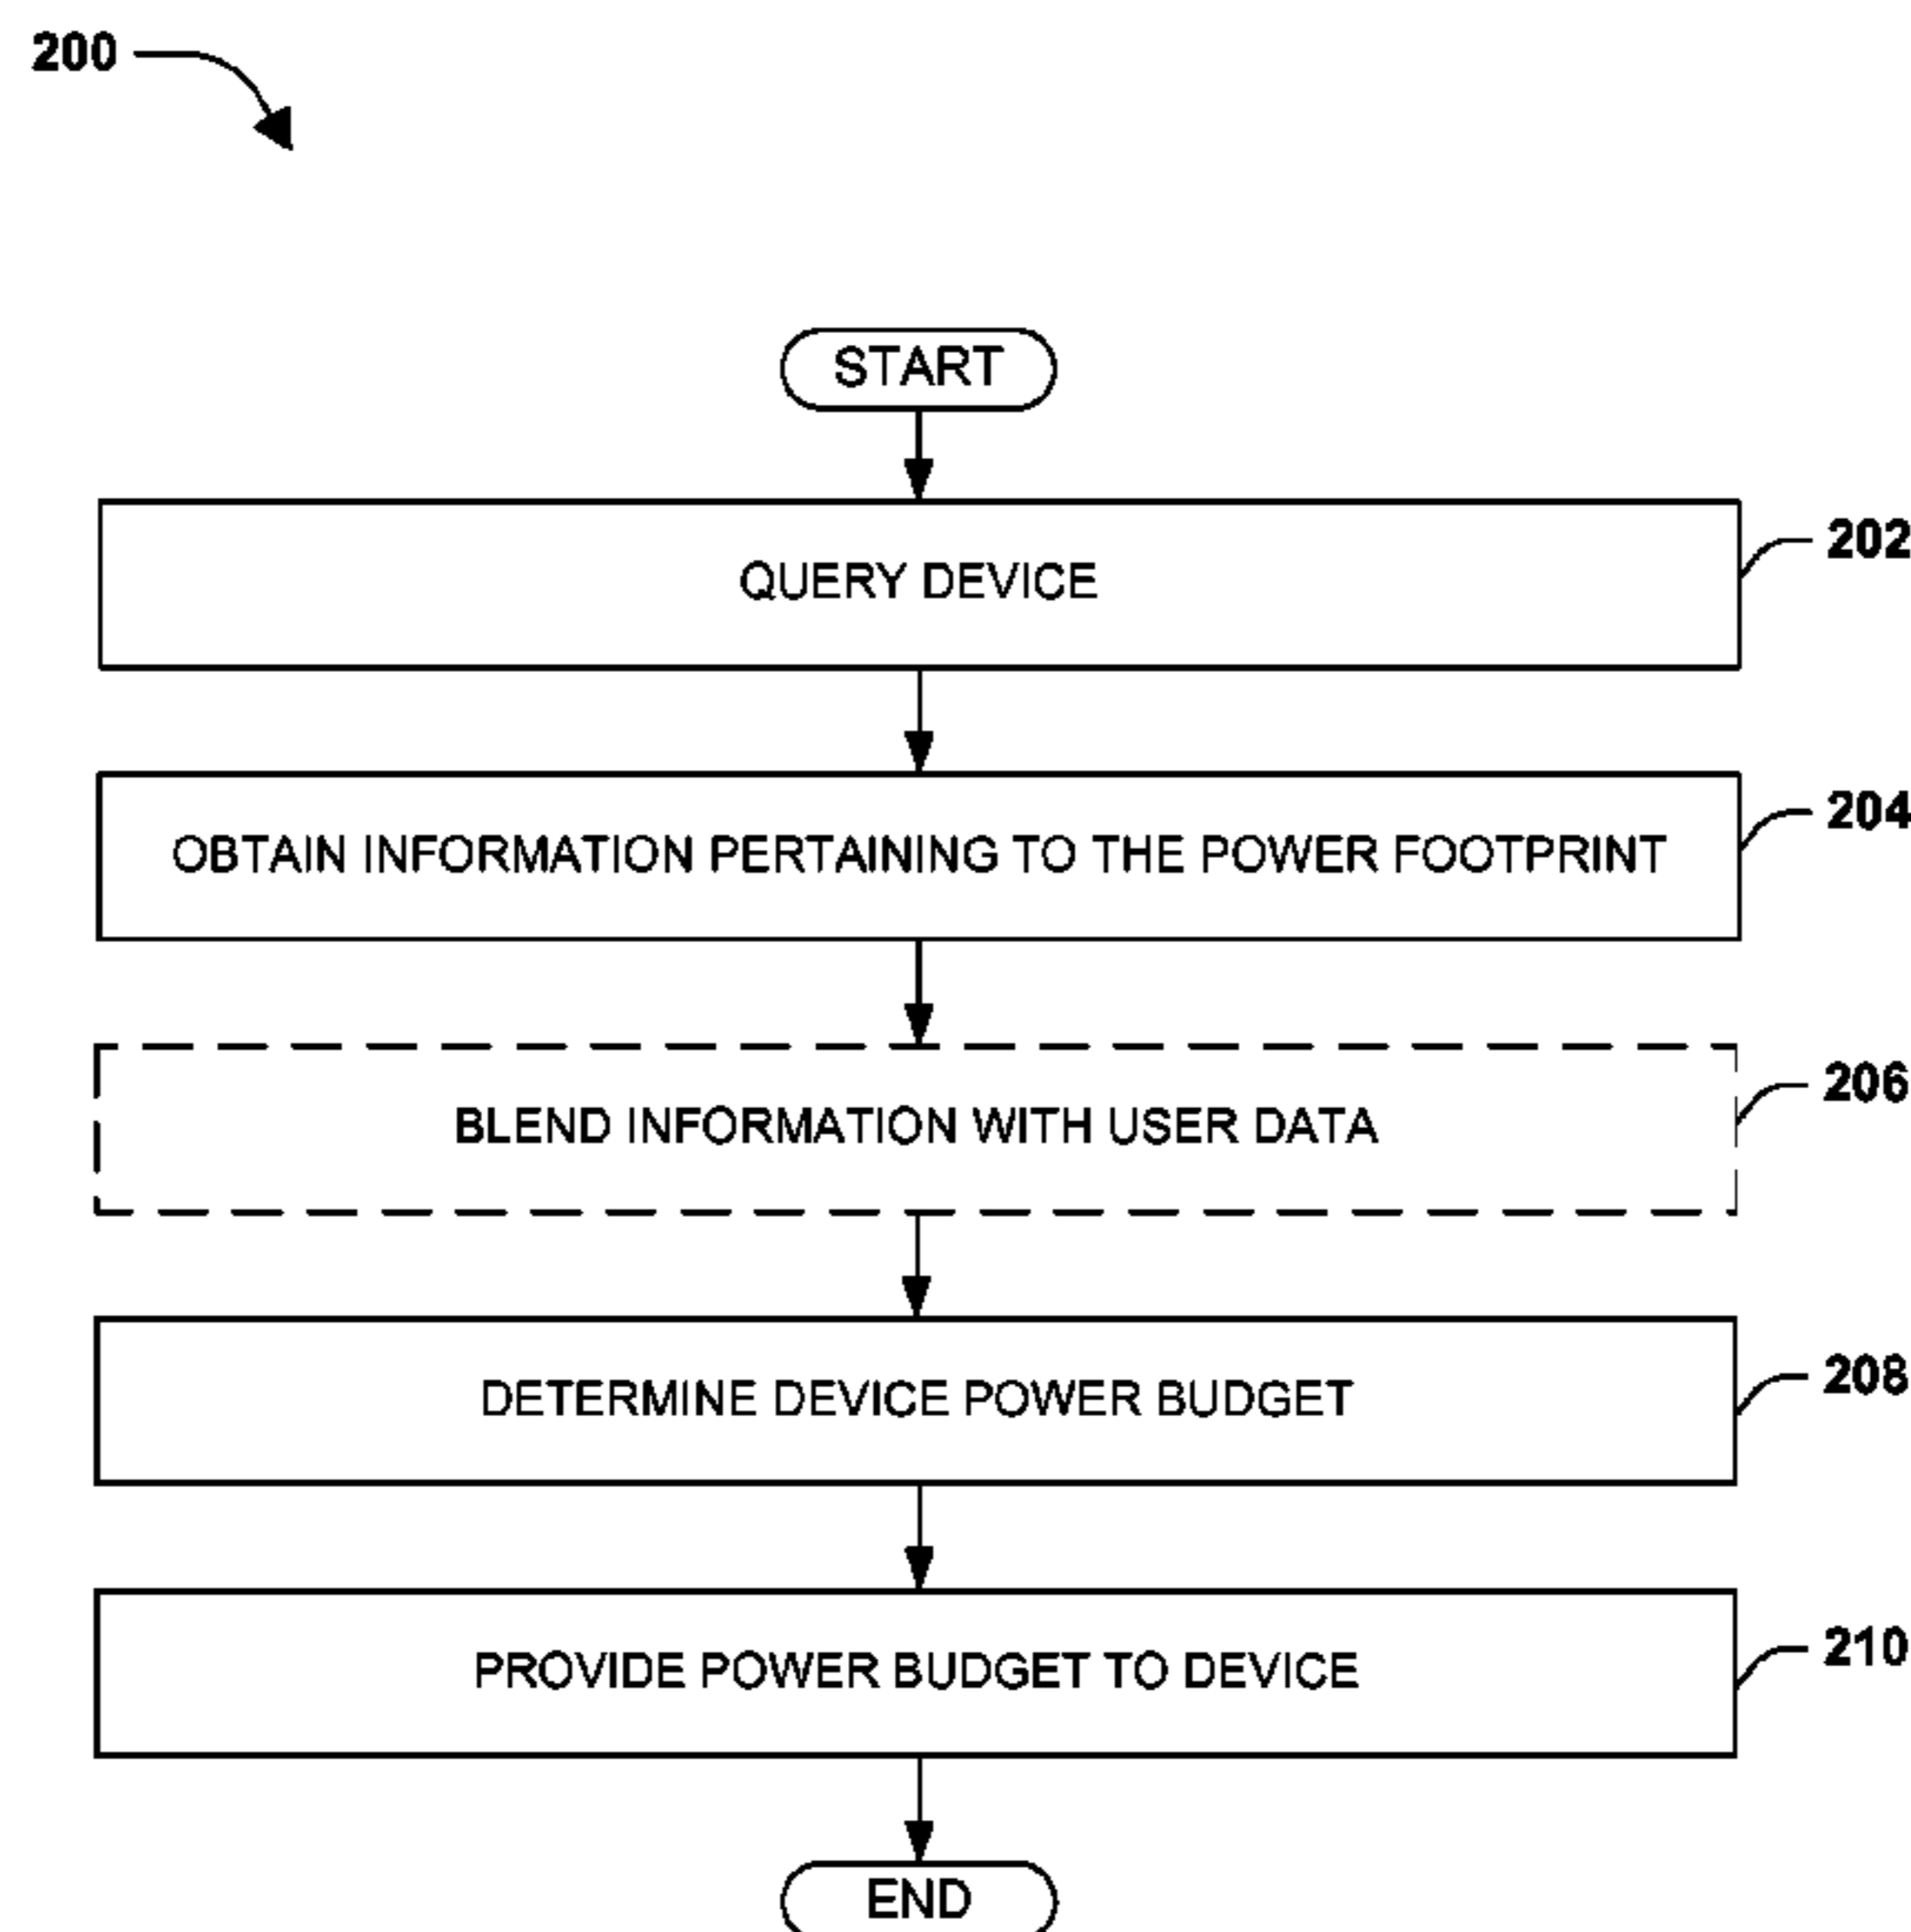 200
START
QUERY DEVICE
202
OBTAIN INFORMATION PERTAINING TO THE POWER FOOTPRINT
204
BLEND INFORMATION WITH USER DATA
206
DETERMINE DEVICE POWER BUDGET
208
PROVIDE POWER BUDGET TO DEVICE
210
END